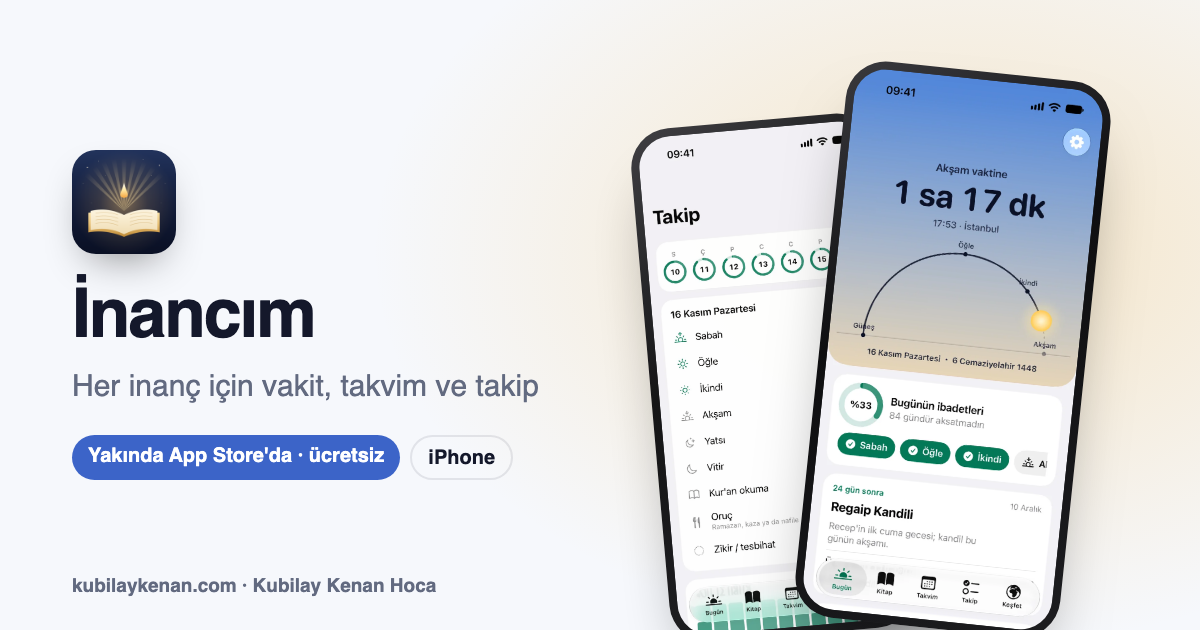 İnancım
Her inanç için vakit, takvim ve takip
Yakında App Store'da · ücretsiz
iPhone
kubilaykenan.com · Kubilay Kenan Hoca
09:41
Takip
S Ç P C C P
10 11 12 13 14 15
16 Kasım Pazartesi
Sabah
Öğle
İkindi
Akşam
Yatsı
Vitir
Kur'an okuma
Oruç
Ramazan, kaza ya da nafile
Zikir / tesbihat
Bugün Kitap Takvim
09:41
Akşam vaktine
1 sa 17 dk
17:53 · İstanbul
Öğle
İkindi
Güneş
Akşam
16 Kasım Pazartesi • 6 Cemaziyelahir 1448
%33
Bugünün ibadetleri
84 gündür aksatmadın
Sabah Öğle İkindi
24 gün sonra
10 Aralık
Regaip Kandili
Recep'in ilk cuma gecesi; kandil bu
günün akşamı.
Bugün Kitap Takvim Takip Keşfet